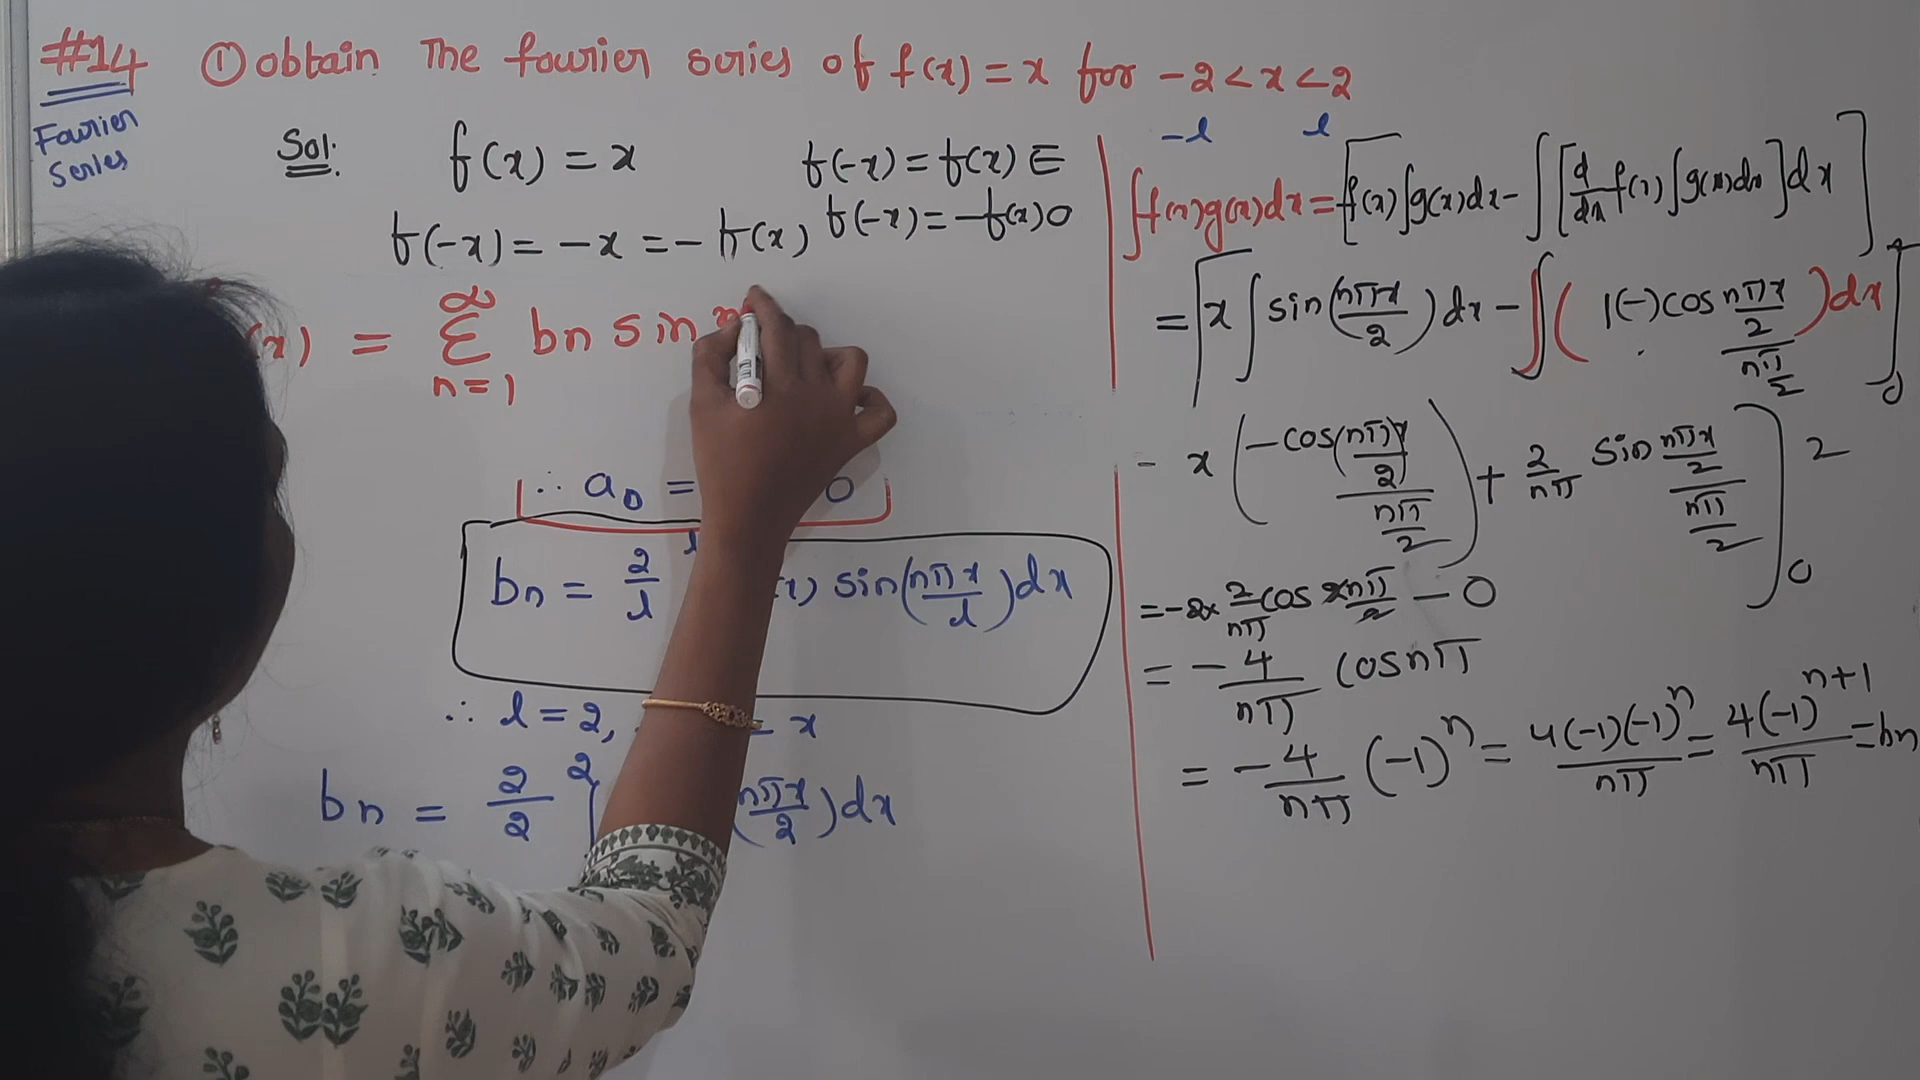 #14 ① obtain The fourier series of f(x) = x for -2 < x < 2
Fourier
Series
-l l
Sol: f(x) = x f(-x) = f(x) E
f(-x) = -x = - f(x) f(-x) = -f(x) O
(x) = ∞ Σ n=1 bn sin
∴ a0 = 0
bn = 2/l l sin(nπx/l) dx
∴ l = 2, = x
bn = 2/2 ∫ 2 (nπx/2) dx
∫f(x)g(x)dx = [f(x)∫g(x)dx - ∫[d/dx f(x)∫g(x)dx]dx]
= [x∫sin(nπx/2)dx - ∫(1(-)cos nπx/2 / nπ/2)dx]
- x(-cos(nπ)x/2 / nπ/2) + 2/nπ sin nπx/2 / nπ/2] 2 0
= -2x 2/nπ cos 2nπ/2 - 0
= -4/nπ cosnπ
= -4/nπ (-1)^n = 4(-1)(-1)^n/nπ = 4(-1)^n+1/nπ = bn